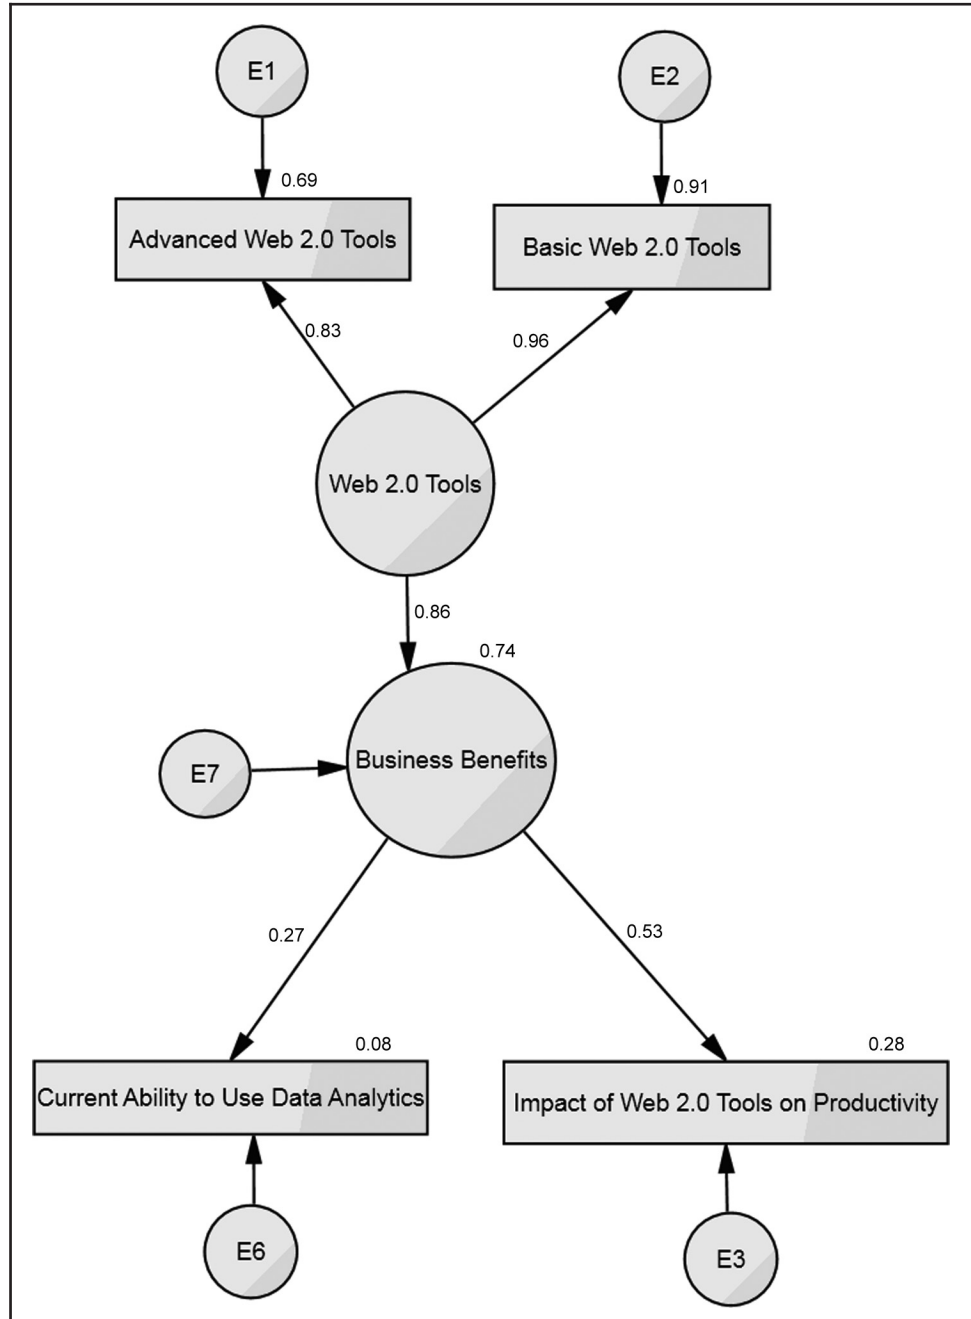 E1
E2
0.69
0.91
Advanced Web 2.0 Tools
Basic Web 2.0 Tools
0.83
0.96
Web 2.0 Tools
0.86
0.74
Business Benefits
E7
0.27
0.53
0.08
0.28
Current Ability to Use Data Analytics
Impact of Web 2.0 Tools on Productivity
E6
E3